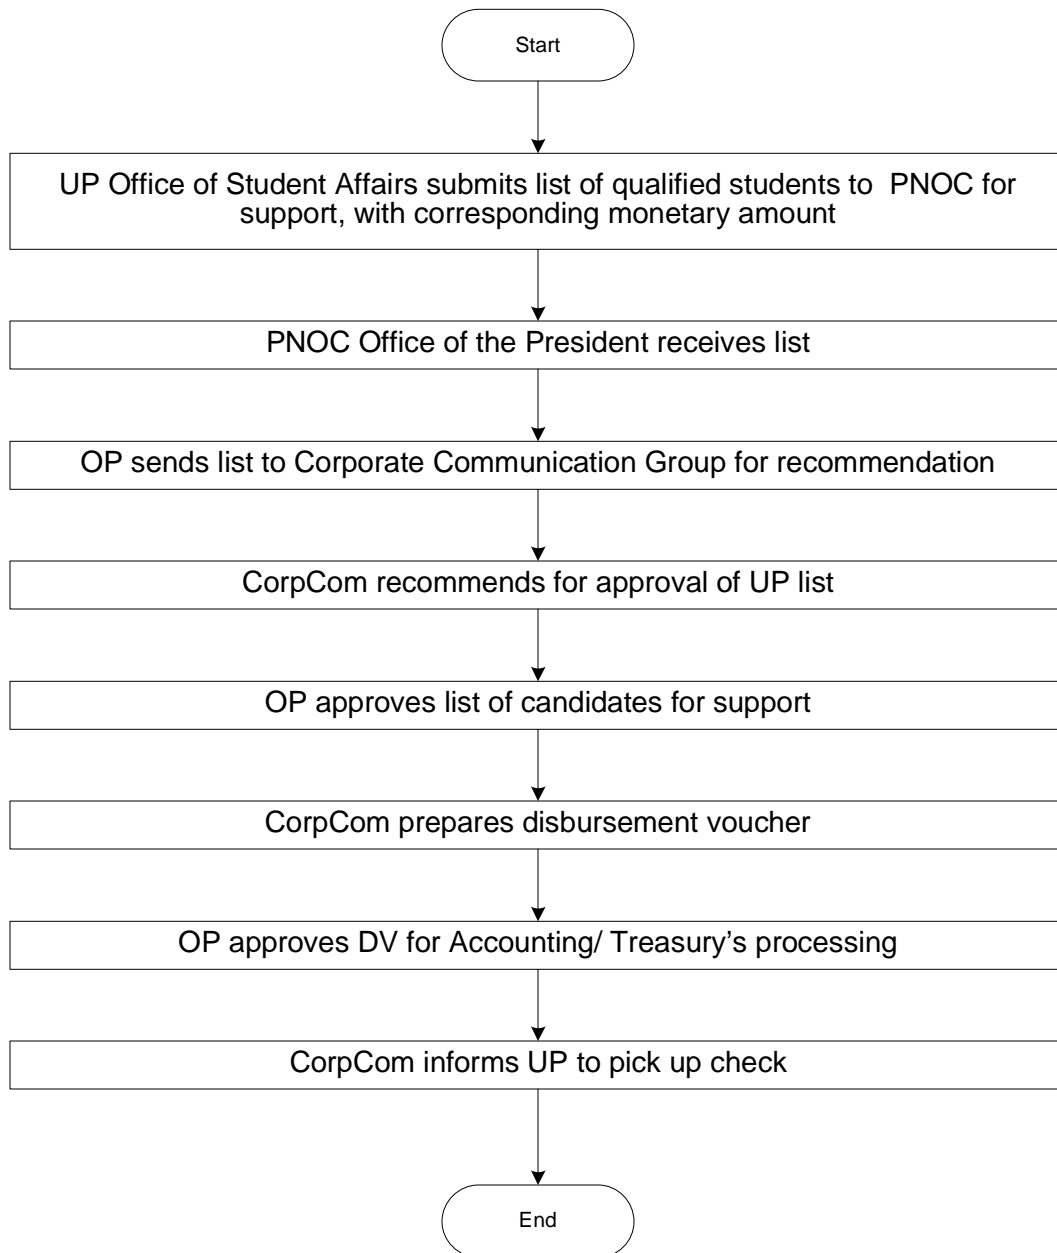 Start
UP Office of Student Affairs submits list of qualified students to  PNOC for
support, with corresponding monetary amount
PNOC Office of the President receives list
OP sends list to Corporate Communication Group for recommendation
CorpCom recommends for approval of UP list
OP approves list of candidates for support
CorpCom prepares disbursement voucher
OP approves DV for Accounting/ Treasury’s processing
CorpCom informs UP to pick up check
End